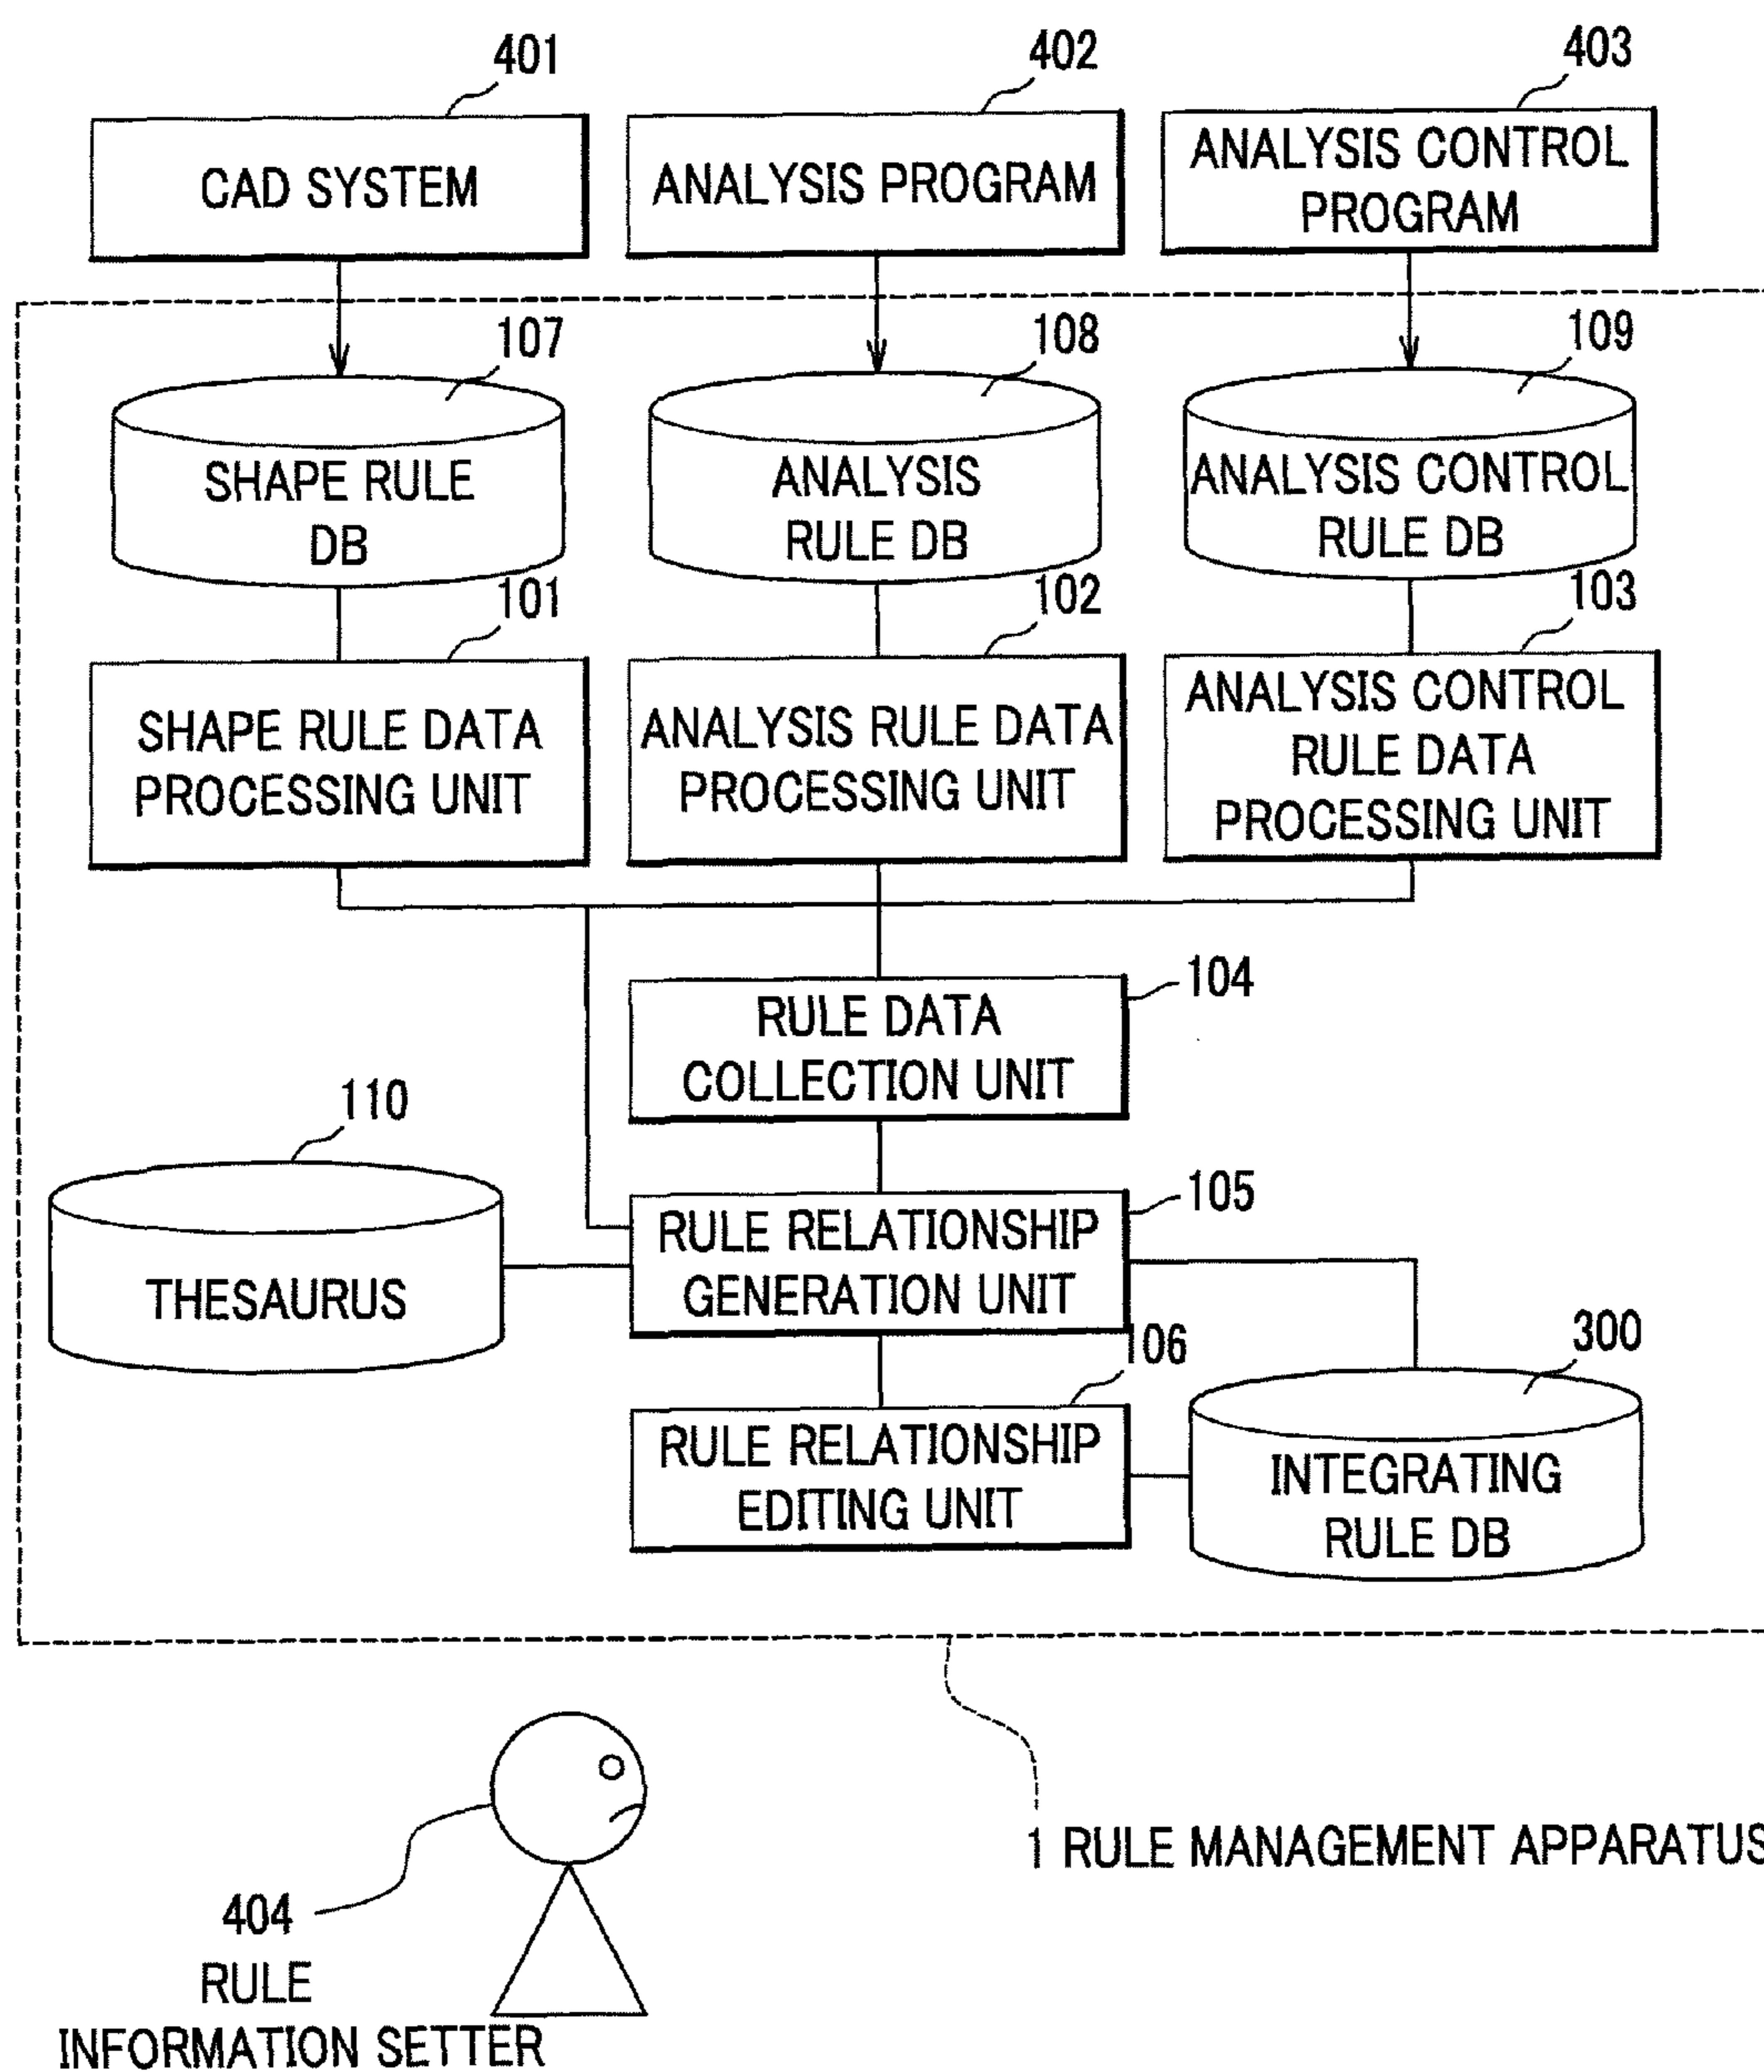 401
402
403
CAD SYSTEM
ANALYSIS PROGRAM
ANALYSIS CONTROL
PROGRAM
107
108
109
SHAPE RULE
DB
ANALYSIS
RULE DB
ANALYSIS CONTROL
RULE DB
101
102
103
SHAPE RULE DATA
PROCESSING UNIT
ANALYSIS RULE DATA
PROCESSING UNIT
ANALYSIS CONTROL
RULE DATA
PROCESSING UNIT
104
RULE DATA
COLLECTION UNIT
110
THESAURUS
105
RULE RELATIONSHIP
GENERATION UNIT
106
RULE RELATIONSHIP
EDITING UNIT
300
INTEGRATING
RULE DB
1 RULE MANAGEMENT APPARATUS
404
RULE
INFORMATION SETTER